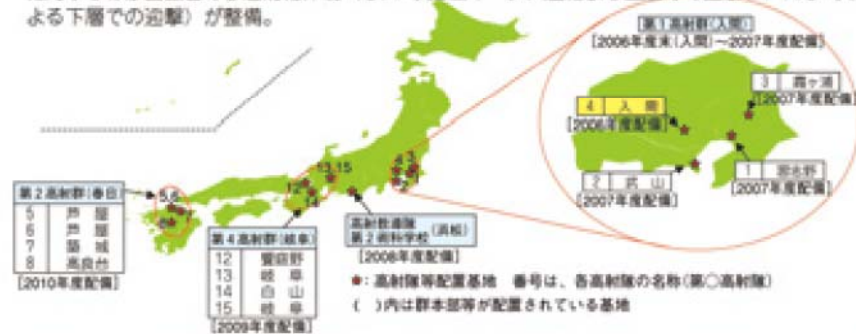 よる下層での迎撃）が整備。
第1高射群(入間)
[2006年度末(入間)～2007年度配備]
3 霞ヶ浦
[2007年度配備]
4 入間
[2006年度配備]
1 習志野
[2007年度配備]
2 武山
[2007年度配備]
13,15
12
14
4
3
2
5,6
7
8
第2高射群(春日)
5 芦屋
6 芦屋
7 築城
8 高良台
[2010年度配備]
第4高射群(岐阜)
12 饗庭野
13 岐阜
14 白山
15 岐阜
[2009年度配備]
高射教導隊
第2術科学校
(浜松)
[2008年度配備]
★：高射隊等配置基地　番号は、各高射隊の名称(第○高射隊)
(　)内は群本部等が配置されている基地